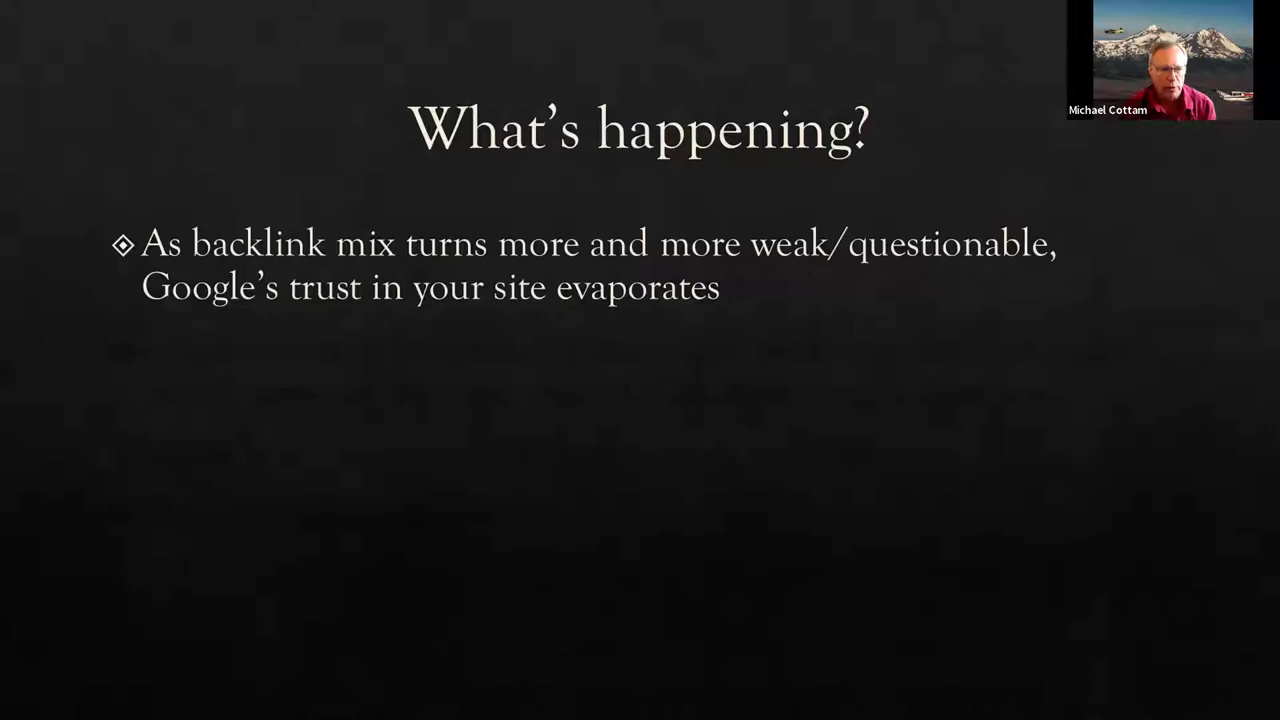 Michael Cottam
What's happening?
As backlink mix turns more and more weak/questionable,
Google's trust in your site evaporates